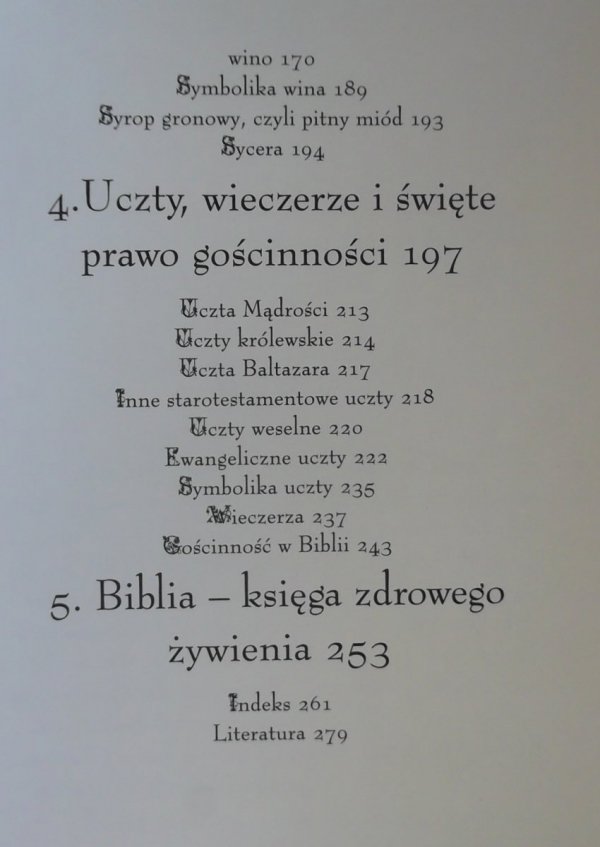 wino 170
Symbolika wina 189
Syrop gronowy, czyli pitny miód 193
Sycera 194
4.Uczty, wieczerze i święte
prawo gościnności 197
Uczta Mądrości 213
Uczty królewskie 214
Uczta Baltazara 217
Inne starotestamentowe uczty 218
Uczty weselne 220
Ewangeliczne uczty 222
Symbolika uczty 235
Wieczerza 237
Gościnność w Biblii 243
5. Biblia – księga zdrowego
żywienia 253
Indeks 261
Literatura 279